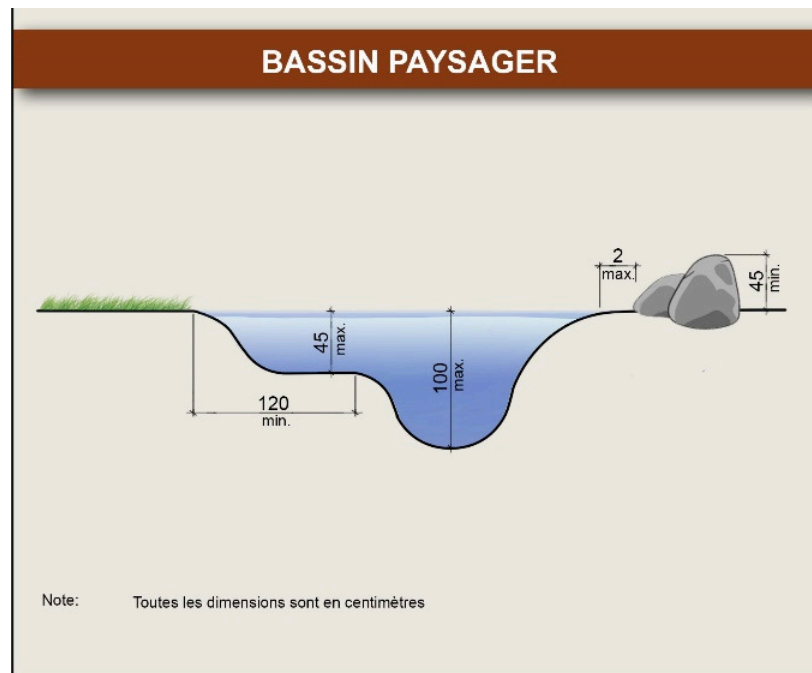 BASSIN PAYSAGER
2
max.
45
min.
45
max.
100
max.
120
min.
Note: Toutes les dimensions sont en centimètres